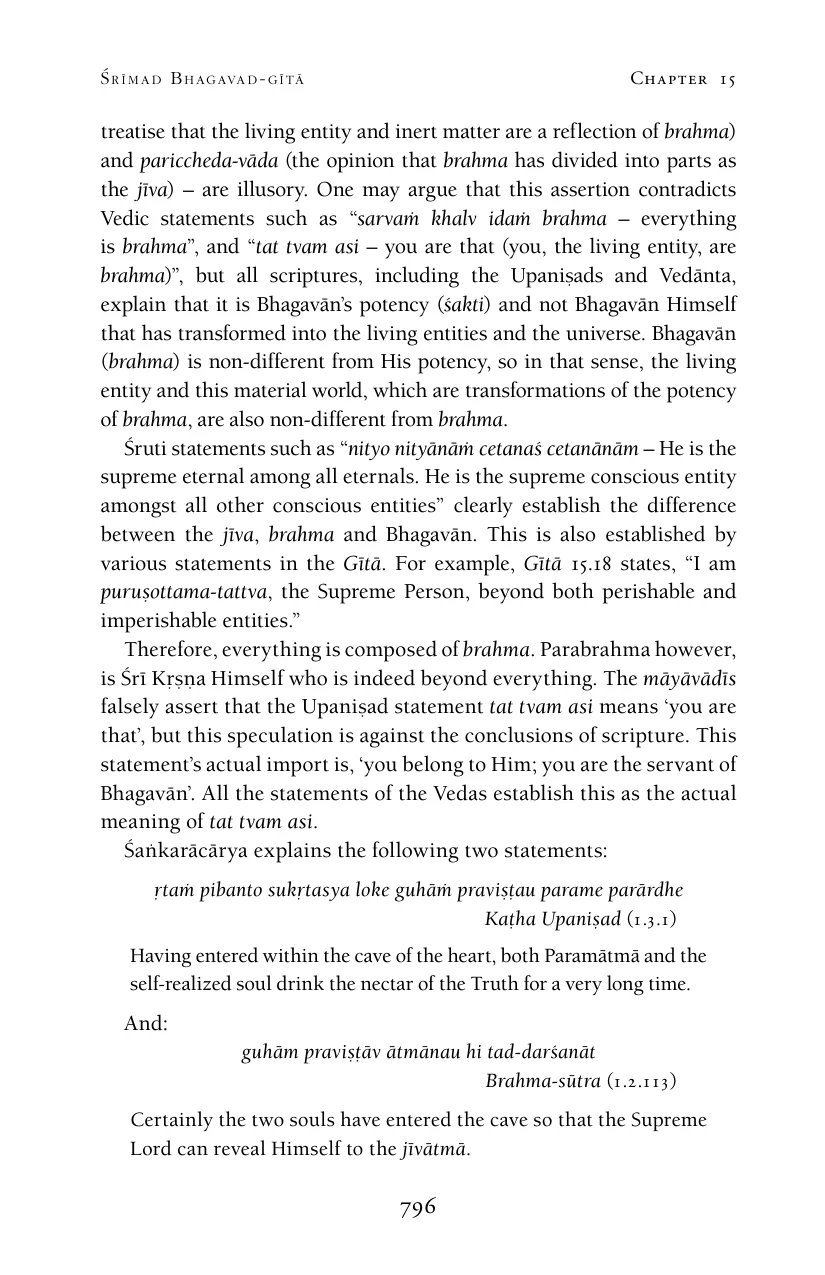 Śrīmad Bhagavad-gītā Chapter 15
treatise that the living entity and inert matter are a reflection of brahma)
and pariccheda-vāda (the opinion that brahma has divided into parts as
the jīva) – are illusory. One may argue that this assertion contradicts
Vedic statements such as “sarvaṁ khalv idaṁ brahma – everything
is brahma”, and “tat tvam asi – you are that (you, the living entity, are
brahma)”, but all scriptures, including the Upaniṣads and Vedānta,
explain that it is Bhagavān’s potency (śakti) and not Bhagavān Himself
that has transformed into the living entities and the universe. Bhagavān
(brahma) is non-different from His potency, so in that sense, the living
entity and this material world, which are transformations of the potency
of brahma, are also non-different from brahma.
Śruti statements such as “nityo nityānāṁ cetanaś cetanānām – He is the
supreme eternal among all eternals. He is the supreme conscious entity
amongst all other conscious entities” clearly establish the difference
between the jīva, brahma and Bhagavān. This is also established by
various statements in the Gītā. For example, Gītā 15.18 states, “I am
puruṣottama-tattva, the Supreme Person, beyond both perishable and
imperishable entities.”
Therefore, everything is composed of brahma. Parabrahma however,
is Śrī Kṛṣṇa Himself who is indeed beyond everything. The māyāvādīs
falsely assert that the Upaniṣad statement tat tvam asi means ‘you are
that’, but this speculation is against the conclusions of scripture. This
statement’s actual import is, ‘you belong to Him; you are the servant of
Bhagavān’. All the statements of the Vedas establish this as the actual
meaning of tat tvam asi.
Śaṅkarācārya explains the following two statements:
ṛtaṁ pibanto sukṛtasya loke guhāṁ praviṣṭau parame parārdhe
Kaṭha Upaniṣad (1.3.1)
Having entered within the cave of the heart, both Paramātmā and the
self-realized soul drink the nectar of the Truth for a very long time.
And:
guhām praviṣṭāv ātmānau hi tad-darśanāt
Brahma-sūtra (1.2.113)
Certainly the two souls have entered the cave so that the Supreme
Lord can reveal Himself to the jīvātmā.
796